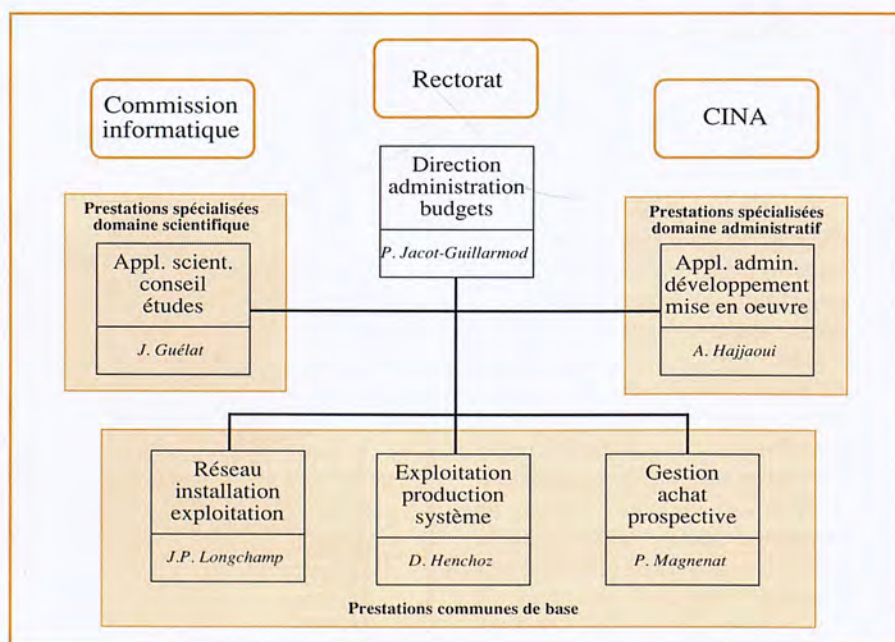 Rectorat
Commission
informatique
CINA
Direction
administration
budgets
P. Jacot-Guillarmod
Prestations spécialisées
domaine scientifique
Appl. scient.
conseil
études
J. Guélat
Prestations spécialisées
domaine administratif
Appl. admin.
développement
mise en oeuvre
A. Hajjaoui
Réseau
installation
exploitation
J.P. Longchamp
Exploitation
production
système
D. Henchoz
Gestion
achat
prospective
P. Magnenat
Prestations communes de base